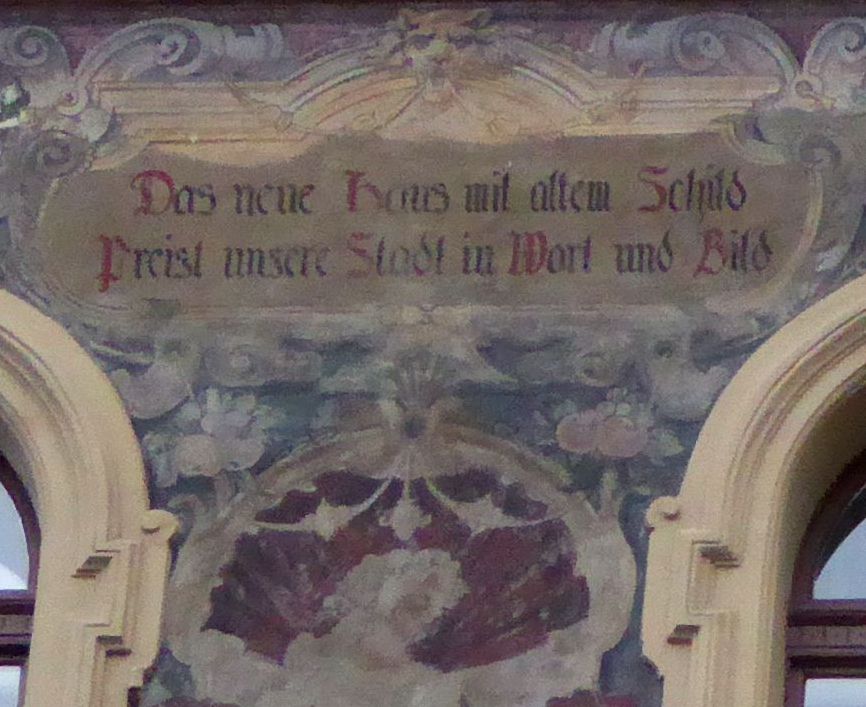 Das neue Haus mit altem Schild
Preist unsere Stadt in Wort und Bild